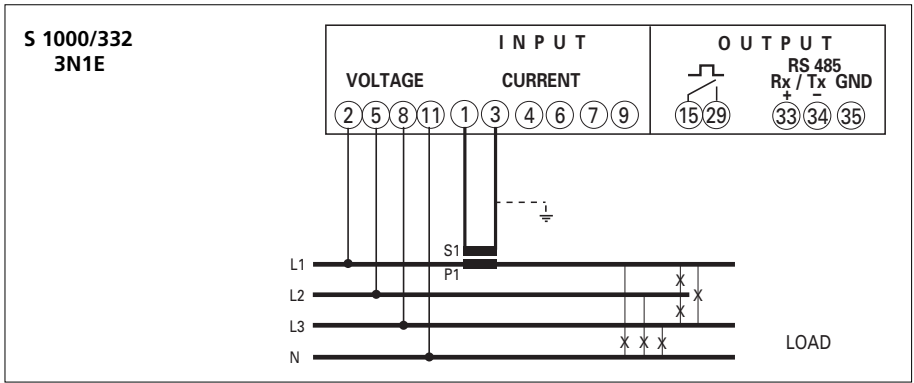 S 1000/332
3N1E
INPUT
OUTPUT
VOLTAGE
CURRENT
RS 485
Rx / Tx GND
+ –
2 5 8 11 1 3 4 6 7 9 15 29 33 34 35
S1
L1
P1
L2
X
X
L3
X
X X X
LOAD
N